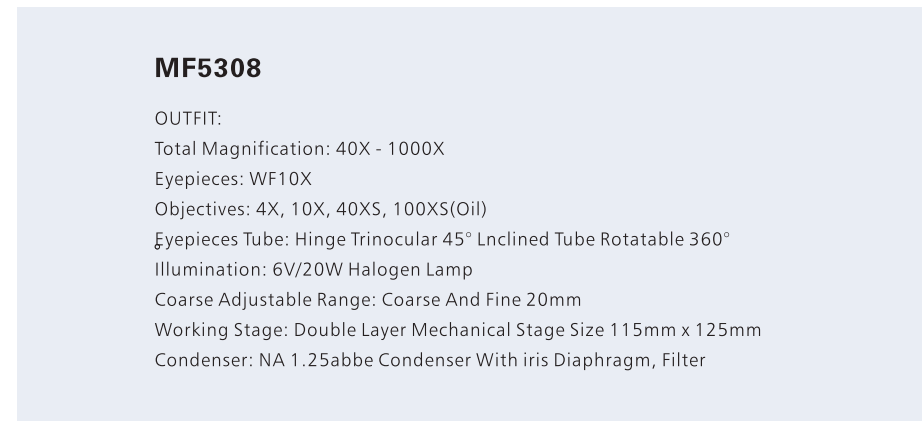 MF5308
OUTFIT:
Total Magnification: 40X - 1000X
Eyepieces: WF10X
Objectives: 4X, 10X, 40XS, 100XS(Oil)
Eyepieces Tube: Hinge Trinocular 45° Lnclined Tube Rotatable 360°
Illumination: 6V/20W Halogen Lamp
Coarse Adjustable Range: Coarse And Fine 20mm
Working Stage: Double Layer Mechanical Stage Size 115mm x 125mm
Condenser: NA 1.25abbe Condenser With iris Diaphragm, Filter